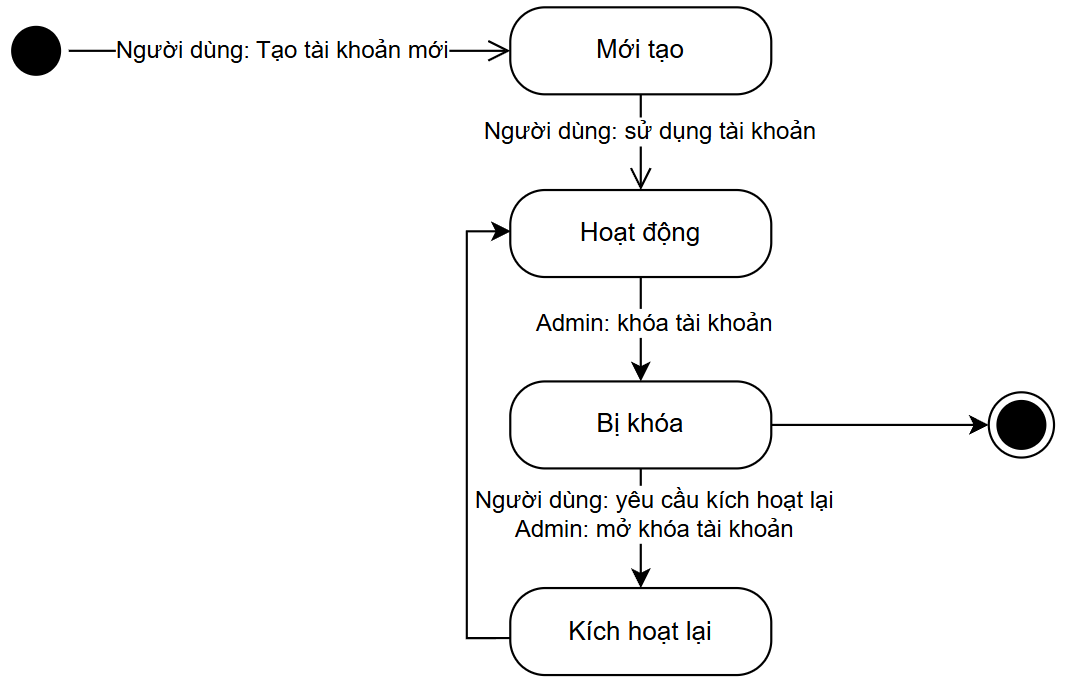 Người dùng: Tạo tài khoản mới
Mới tạo
Người dùng: sử dụng tài khoản
Hoạt động
Admin: khóa tài khoản
Bị khóa
Người dùng: yêu cầu kích hoạt lại
Admin: mở khóa tài khoản
Kích hoạt lại